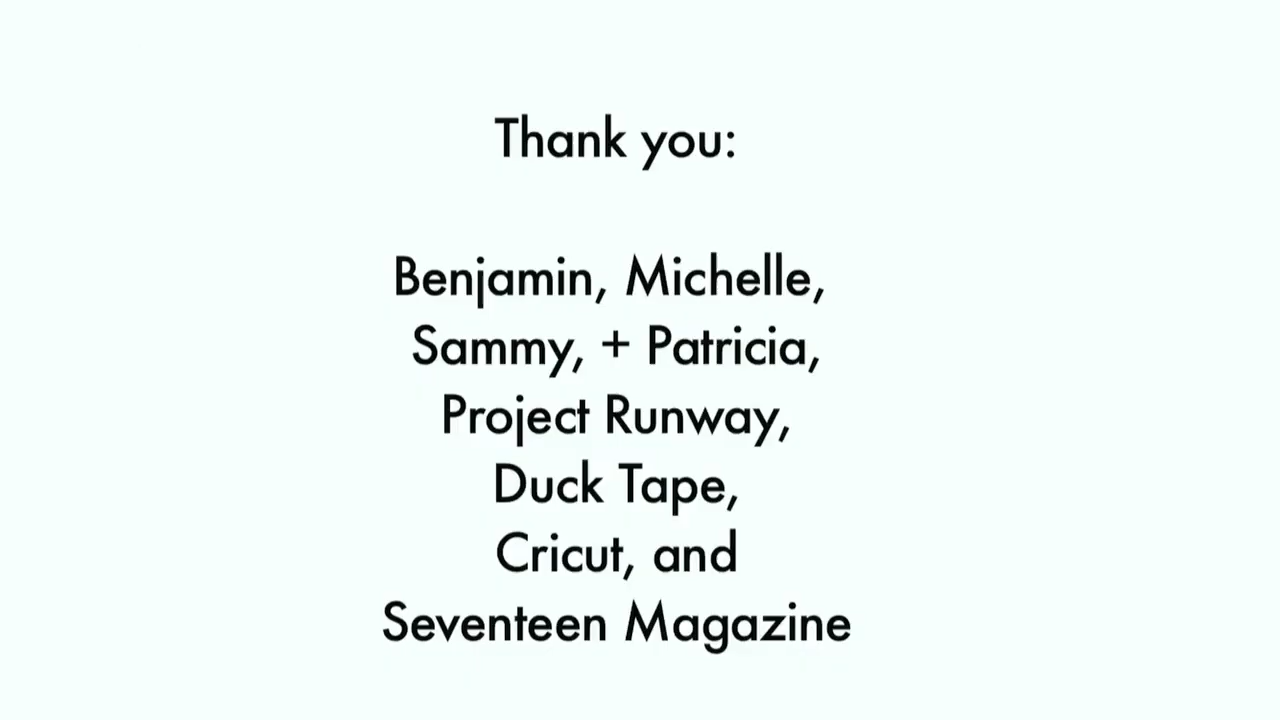 Thank you:
Benjamin, Michelle,
Sammy, + Patricia,
Project Runway,
Duck Tape,
Cricut, and
Seventeen Magazine